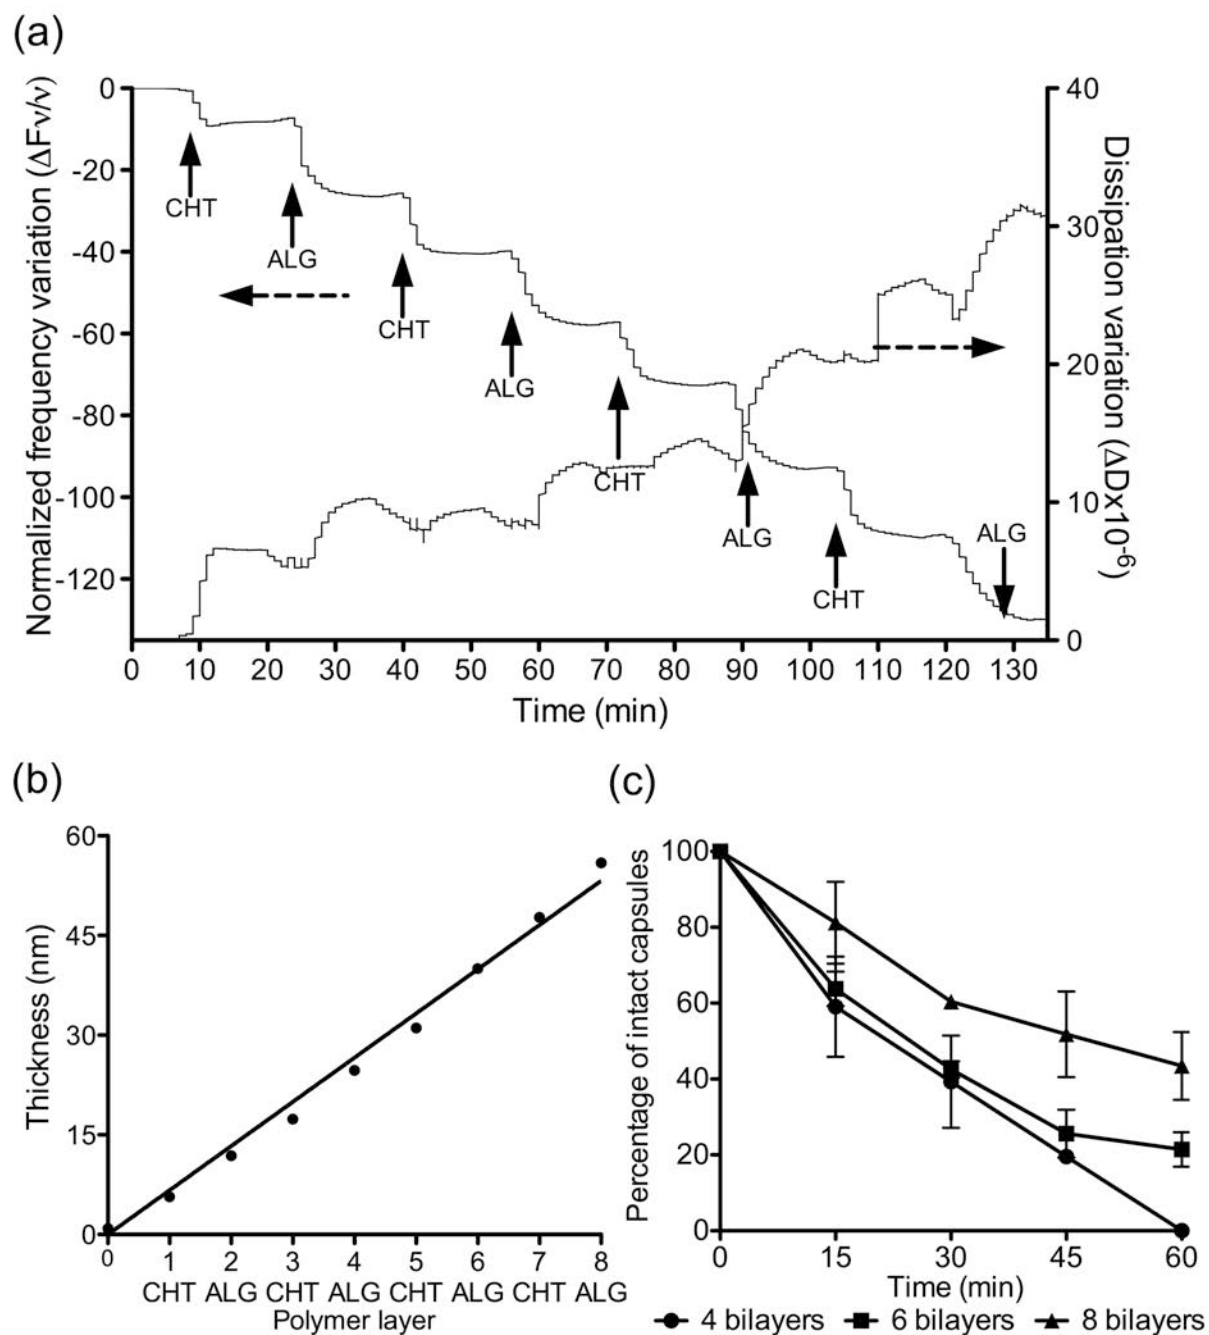 (a)
Normalized frequency variation (ΔFν/ν)
0
-20
-40
-60
-80
-100
-120
CHT
ALG
CHT
ALG
CHT
ALG
CHT
ALG
40
30
20
10
0
Dissipation variation (ΔDx10⁻⁶)
0 10 20 30 40 50 60 70 80 90 100 110 120 130
Time (min)
(b)
Thickness (nm)
60
45
30
15
0
0 1 2 3 4 5 6 7 8
CHT ALG CHT ALG CHT ALG CHT ALG
Polymer layer
(c)
Percentage of intact capsules
100
80
60
40
20
0
0 15 30 45 60
Time (min)
4 bilayers 6 bilayers 8 bilayers